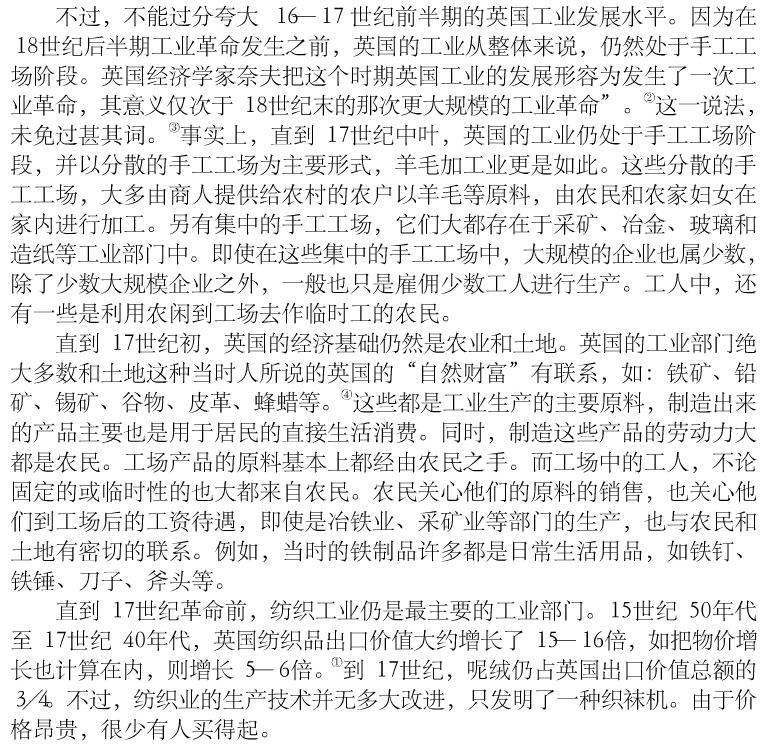 不过，不能过分夸大 16—17 世纪前半期的英国工业发展水平。因为在
18世纪后半期工业革命发生之前，英国的工业从整体来说，仍然处于手工工
场阶段。英国经济学家奈夫把这个时期英国工业的发展形容为发生了一次工
业革命，其意义仅次于 18世纪末的那次更大规模的工业革命”。②这一说法，
未免过甚其词。③事实上，直到 17世纪中叶，英国的工业仍处于手工工场阶
段，并以分散的手工工场为主要形式，羊毛加工业更是如此。这些分散的手
工工场，大多由商人提供给农村的农户以羊毛等原料，由农民和农家妇女在
家内进行加工。另有集中的手工工场，它们大都存在于采矿、冶金、玻璃和
造纸等工业部门中。即使在这些集中的手工工场中，大规模的企业也属少数，
除了少数大规模企业之外，一般也只是雇佣少数工人进行生产。工人中，还
有一些是利用农闲到工场去作临时工的农民。
直到 17世纪初，英国的经济基础仍然是农业和土地。英国的工业部门绝
大多数和土地这种当时人所说的英国的“自然财富”有联系，如：铁矿、铅
矿、锡矿、谷物、皮革、蜂蜡等。④这些都是工业生产的主要原料，制造出来
的产品主要也是用于居民的直接生活消费。同时，制造这些产品的劳动力大
都是农民。工场产品的原料基本上都经由农民之手。而工场中的工人，不论
固定的或临时性的也大都来自农民。农民关心他们的原料的销售，也关心他
们到工场后的工资待遇，即使是冶铁业、采矿业等部门的生产，也与农民和
土地有密切的联系。例如，当时的铁制品许多都是日常生活用品，如铁钉、
铁锤、刀子、斧头等。
直到 17世纪革命前，纺织工业仍是最主要的工业部门。15世纪 50年代
至 17世纪 40年代，英国纺织品出口价值大约增长了 15—16倍，如把物价增
长也计算在内，则增长 5—6倍。①到 17世纪，呢绒仍占英国出口价值总额的
3/4。不过，纺织业的生产技术并无多大改进，只发明了一种织袜机。由于价
格昂贵，很少有人买得起。